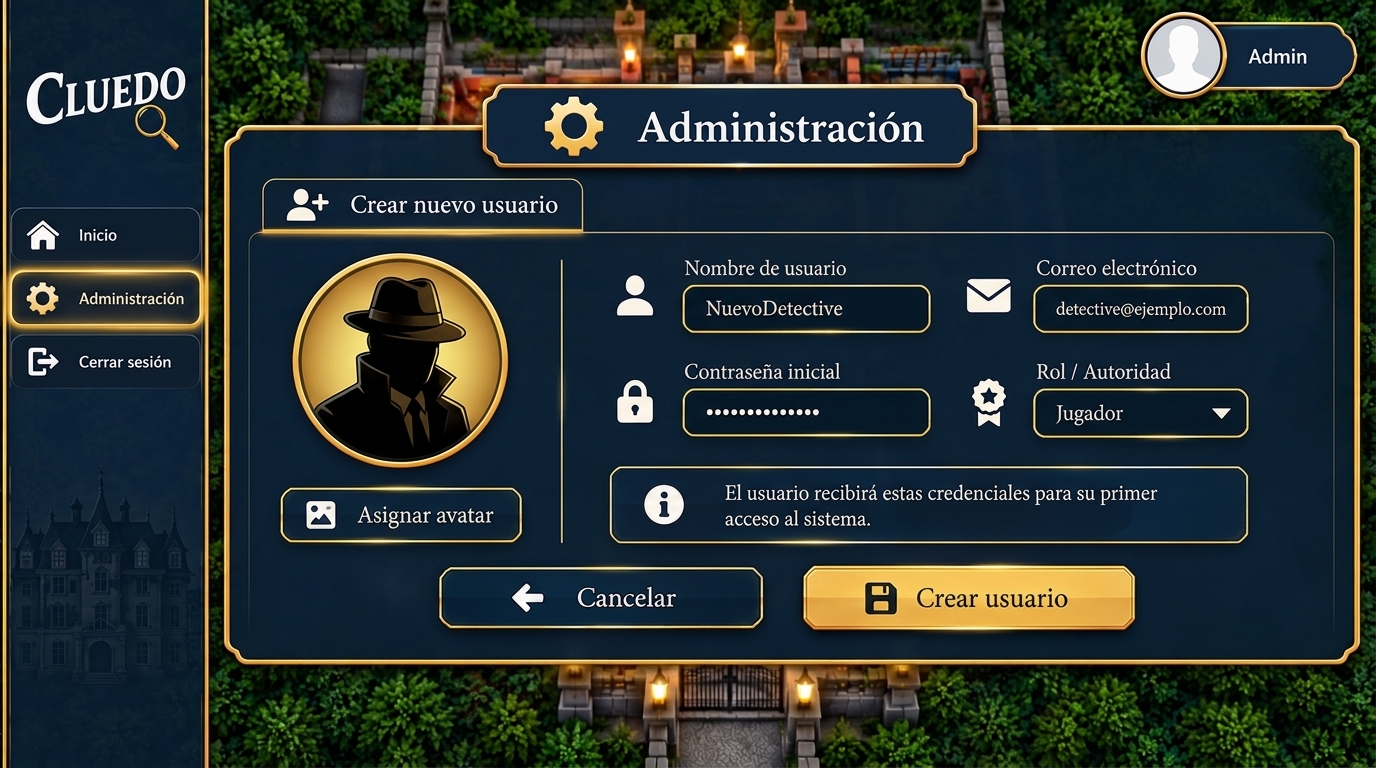 CLUEDO
Inicio
Administración
Cerrar sesión
Admin
Administración
Crear nuevo usuario
Nombre de usuario
NuevoDetective
Correo electrónico
detective@ejemplo.com
Contraseña inicial
••••••••••••••
Rol / Autoridad
Jugador
Asignar avatar
El usuario recibirá estas credenciales para su primer
acceso al sistema.
Cancelar
Crear usuario